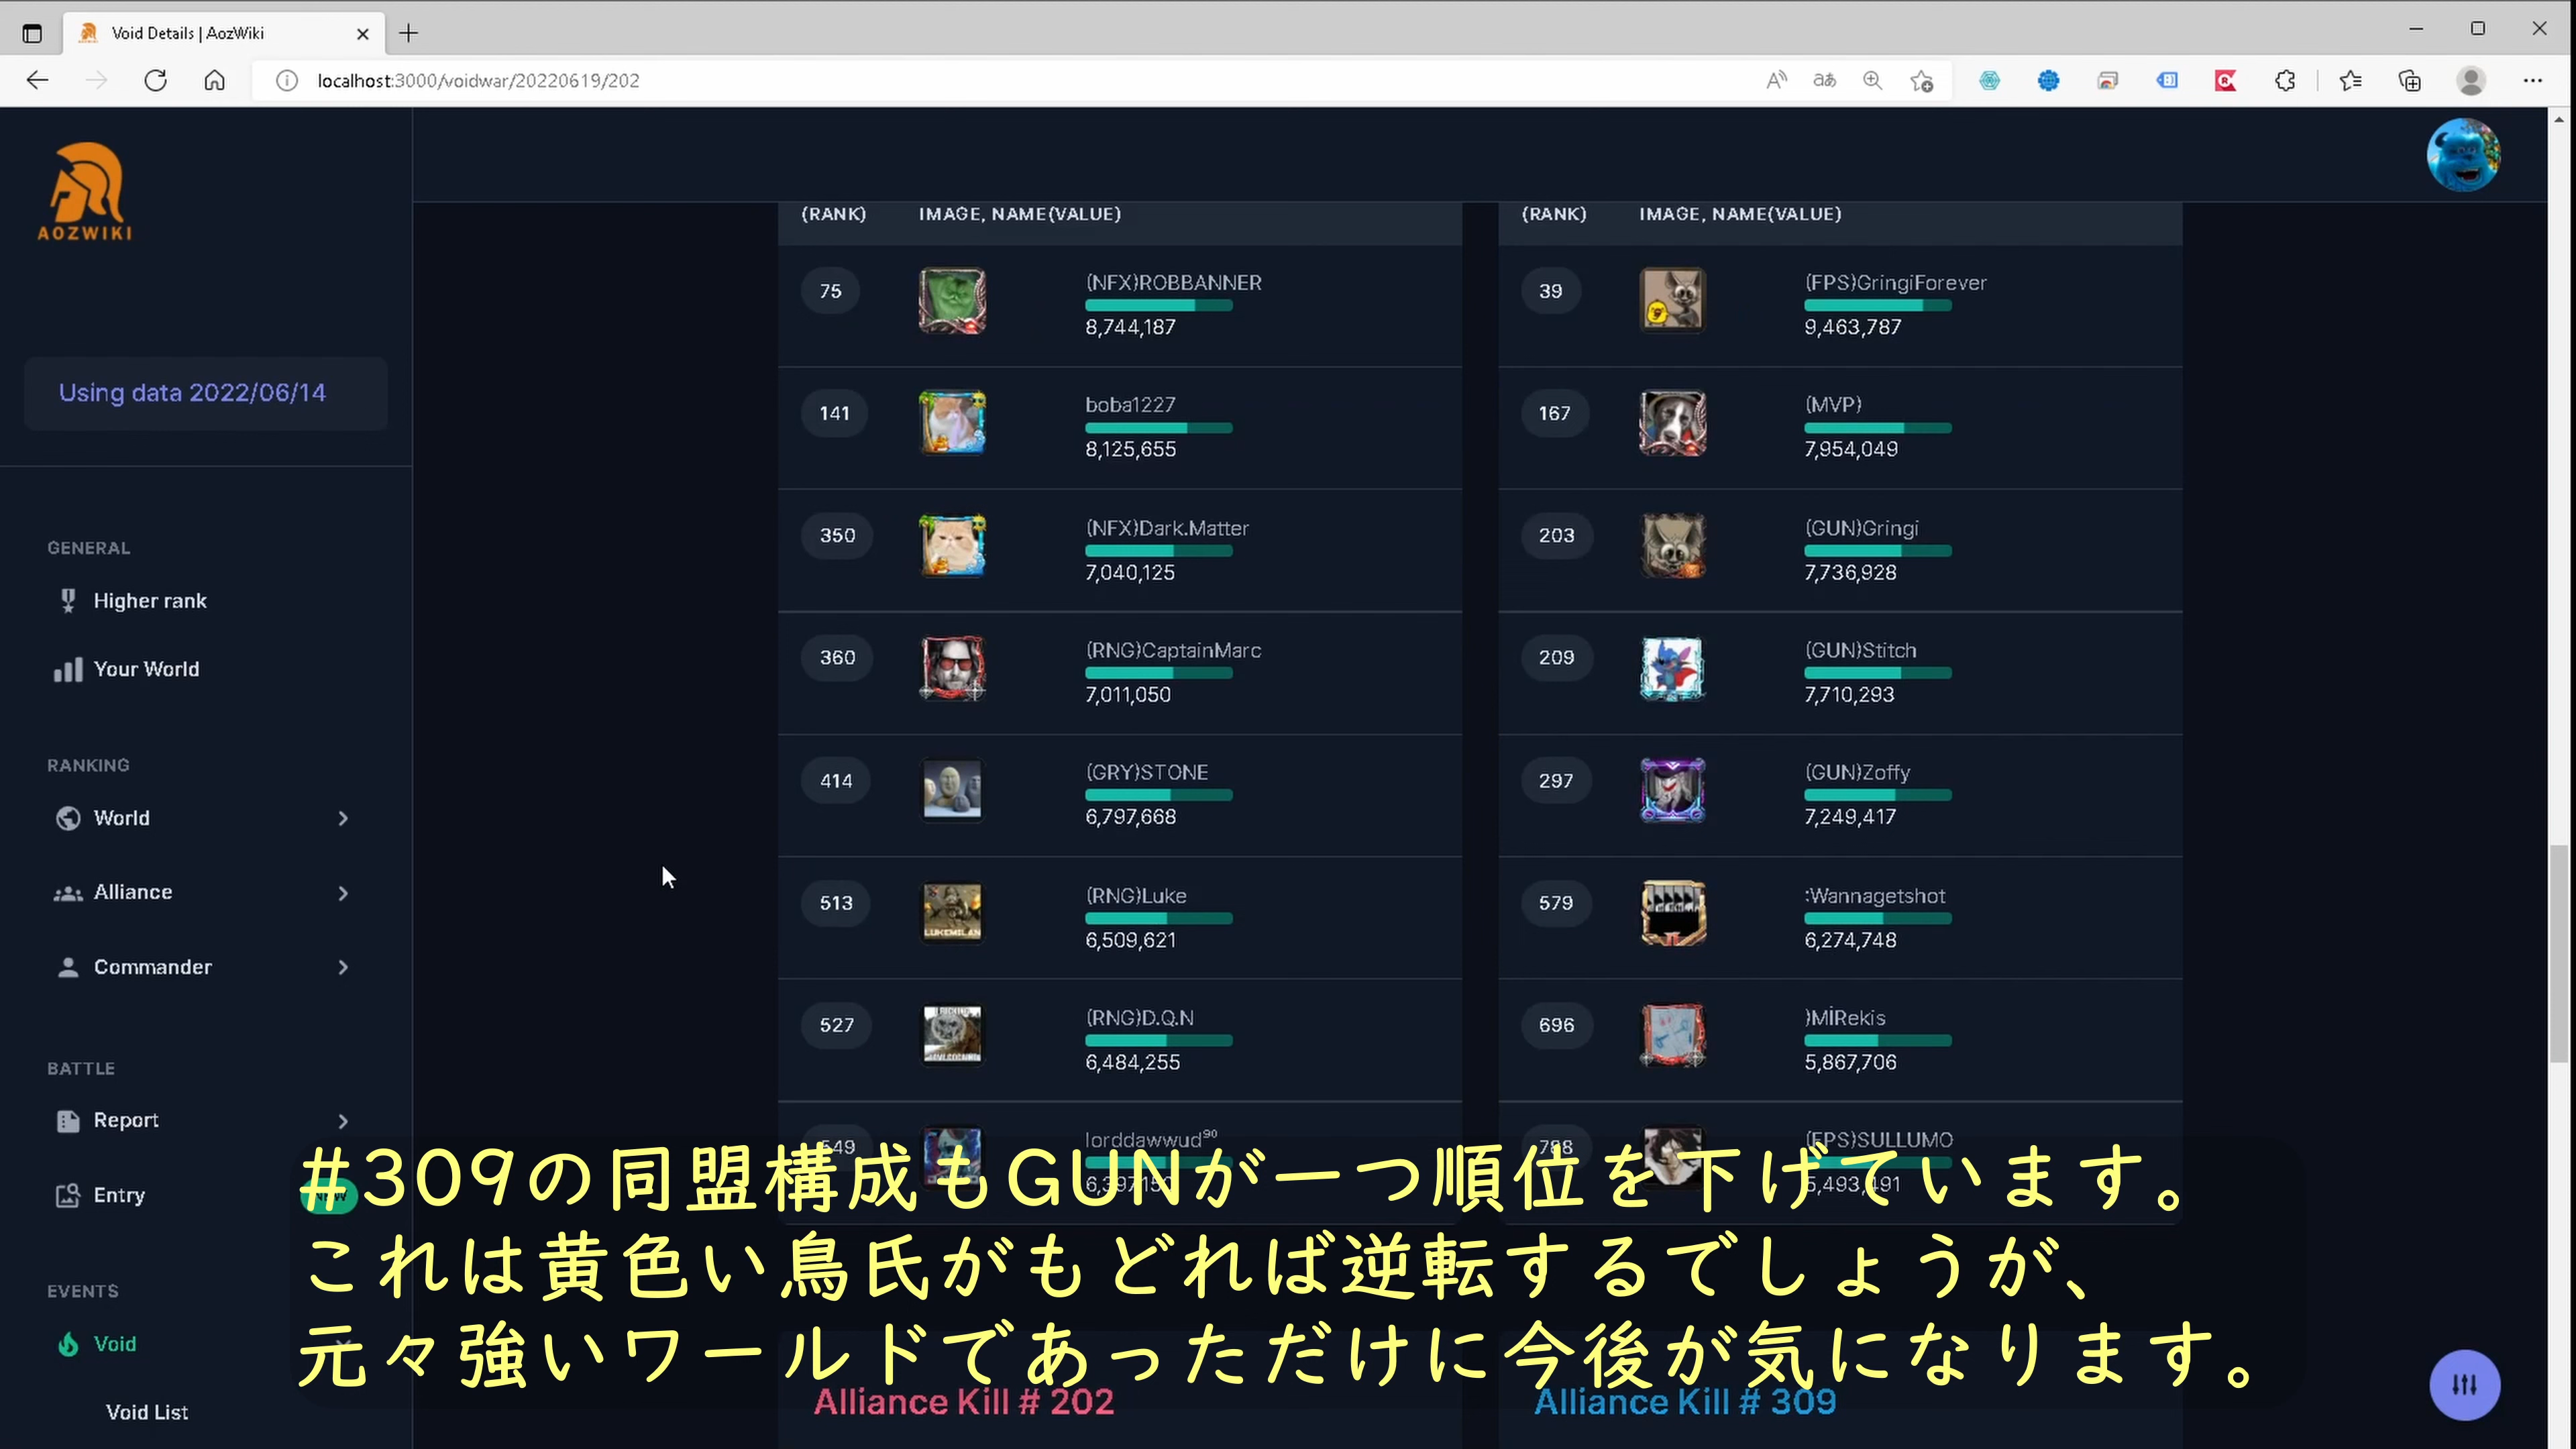 Void Details | AozWiki
localhost:3000/voidwar/20220619/202
AOZWIKI
Using data 2022/06/14
GENERAL
Higher rank
Your World
RANKING
World
Alliance
Commander
BATTLE
Report
Entry
EVENTS
Void
Void List
(RANK) IMAGE, NAME(VALUE)
75 (NFX)ROBBANNER
8,744,187
141 boba1227
8,125,655
350 (NFX)Dark.Matter
7,040,125
360 (RNG)CaptainMarc
7,011,050
414 (GRY)STONE
6,797,668
513 (RNG)Luke
6,509,621
527 (RNG)D.Q.N
6,484,255
549 lorddawwud⁹⁰
Alliance Kill # 202
(RANK) IMAGE, NAME(VALUE)
39 (FPS)GringiForever
9,463,787
167 (MVP)
7,954,049
203 (GUN)Gringi
7,736,928
209 (GUN)Stitch
7,710,293
297 (GUN)Zoffy
7,249,417
579 :Wannagetshot
6,274,748
696 )MİRekis
5,867,706
788 (FPS)SULLUMO
5,493,491
Alliance Kill # 309
#309の同盟構成もGUNが一つ順位を下げています。
これは黄色い鳥氏がもどれば逆転するでしょうが、
元々強いワールドであっただけに今後が気になります。